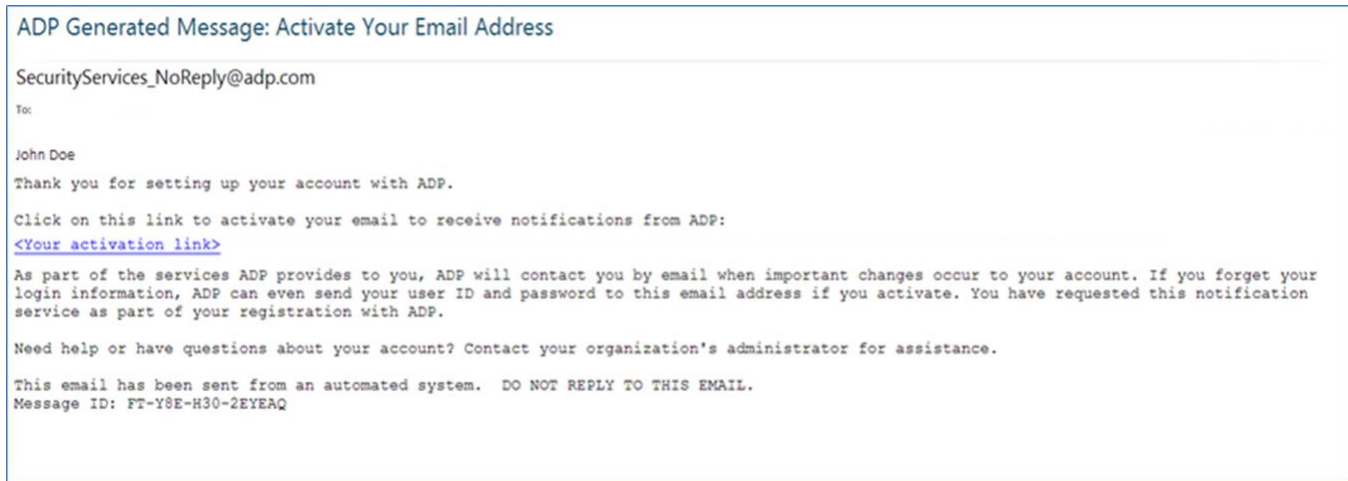 ADP Generated Message: Activate Your Email Address
SecurityServices_NoReply@adp.com
To:
John Doe
Thank you for setting up your account with ADP.
Click on this link to activate your email to receive notifications from ADP:
<Your activation link>
As part of the services ADP provides to you, ADP will contact you by email when important changes occur to your account. If you forget your
login information, ADP can even send your user ID and password to this email address if you activate. You have requested this notification
service as part of your registration with ADP.
Need help or have questions about your account? Contact your organization's administrator for assistance.
This email has been sent from an automated system.  DO NOT REPLY TO THIS EMAIL.
Message ID: FT-Y8E-H30-2EYEAQ